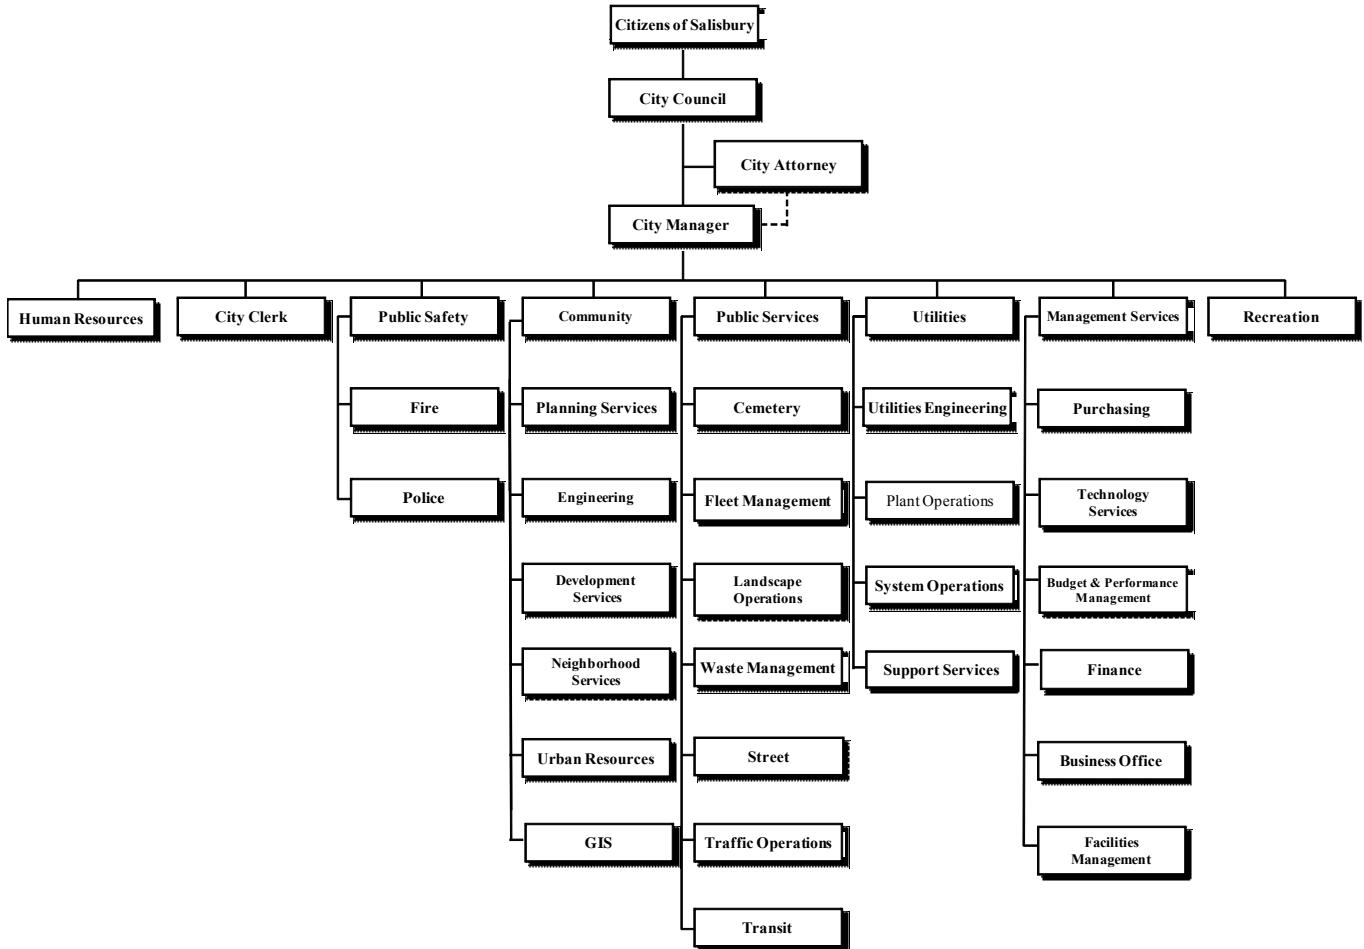 Citizens of Salisbury
City Council
City Attorney
City Manager
Human Resources
City Clerk
Public Safety
Community
Public Services
Utilities
Management Services
Recreation
Fire
Planning Services
Cemetery
Utilities Engineering
Purchasing
Police
Engineering
Fleet Management
Plant Operations
Technology
Services
Development
Services
Landscape
Operations
System Operations
Budget & Performance
Management
Neighborhood
Services
Waste Management
Support Services
Finance
Urban Resources
Street
Business Office
GIS
Traffic Operations
Facilities
Management
Transit